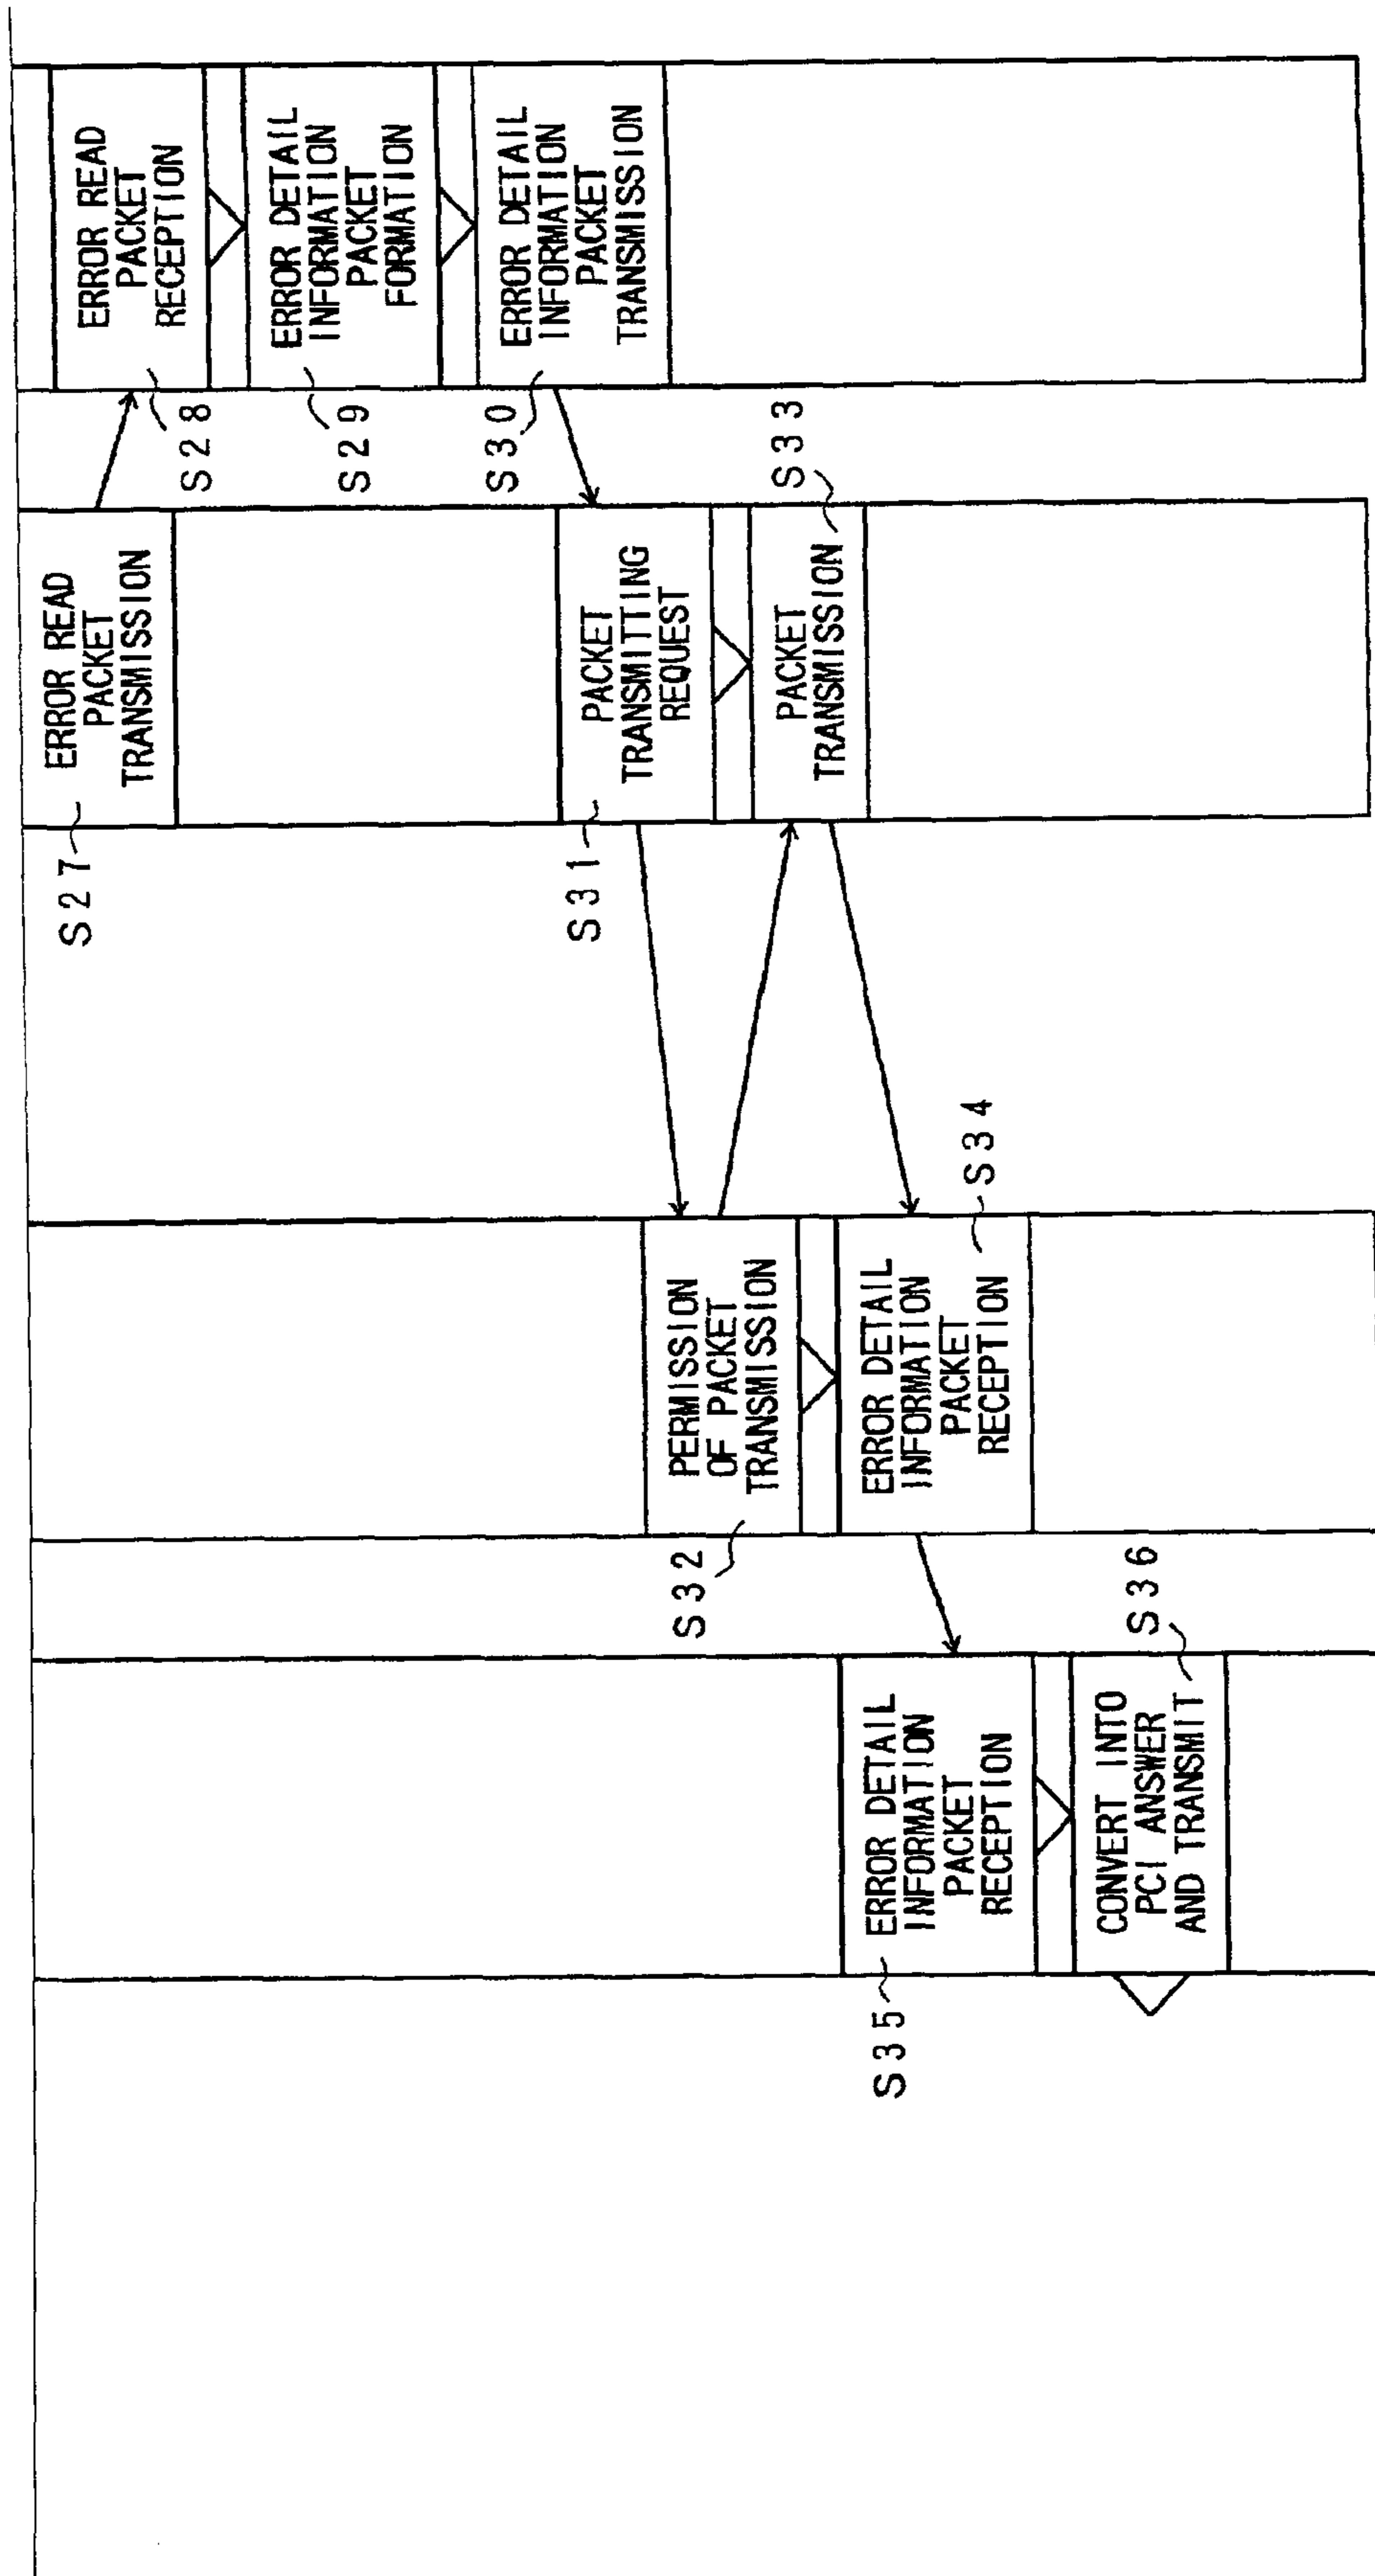 S27
ERROR READ
PACKET
TRANSMISSION
S28
ERROR READ
PACKET
RECEPTION
S29
ERROR DETAIL
INFORMATION
PACKET
FORMATION
S30
ERROR DETAIL
INFORMATION
PACKET
TRANSMISSION
S31
PACKET
TRANSMITTING
REQUEST
S32
PERMISSION
OF PACKET
TRANSMISSION
S33
PACKET
TRANSMISSION
S34
ERROR DETAIL
INFORMATION
PACKET
RECEPTION
S35
ERROR DETAIL
INFORMATION
PACKET
RECEPTION
S36
CONVERT INTO
PCI ANSWER
AND TRANSMIT